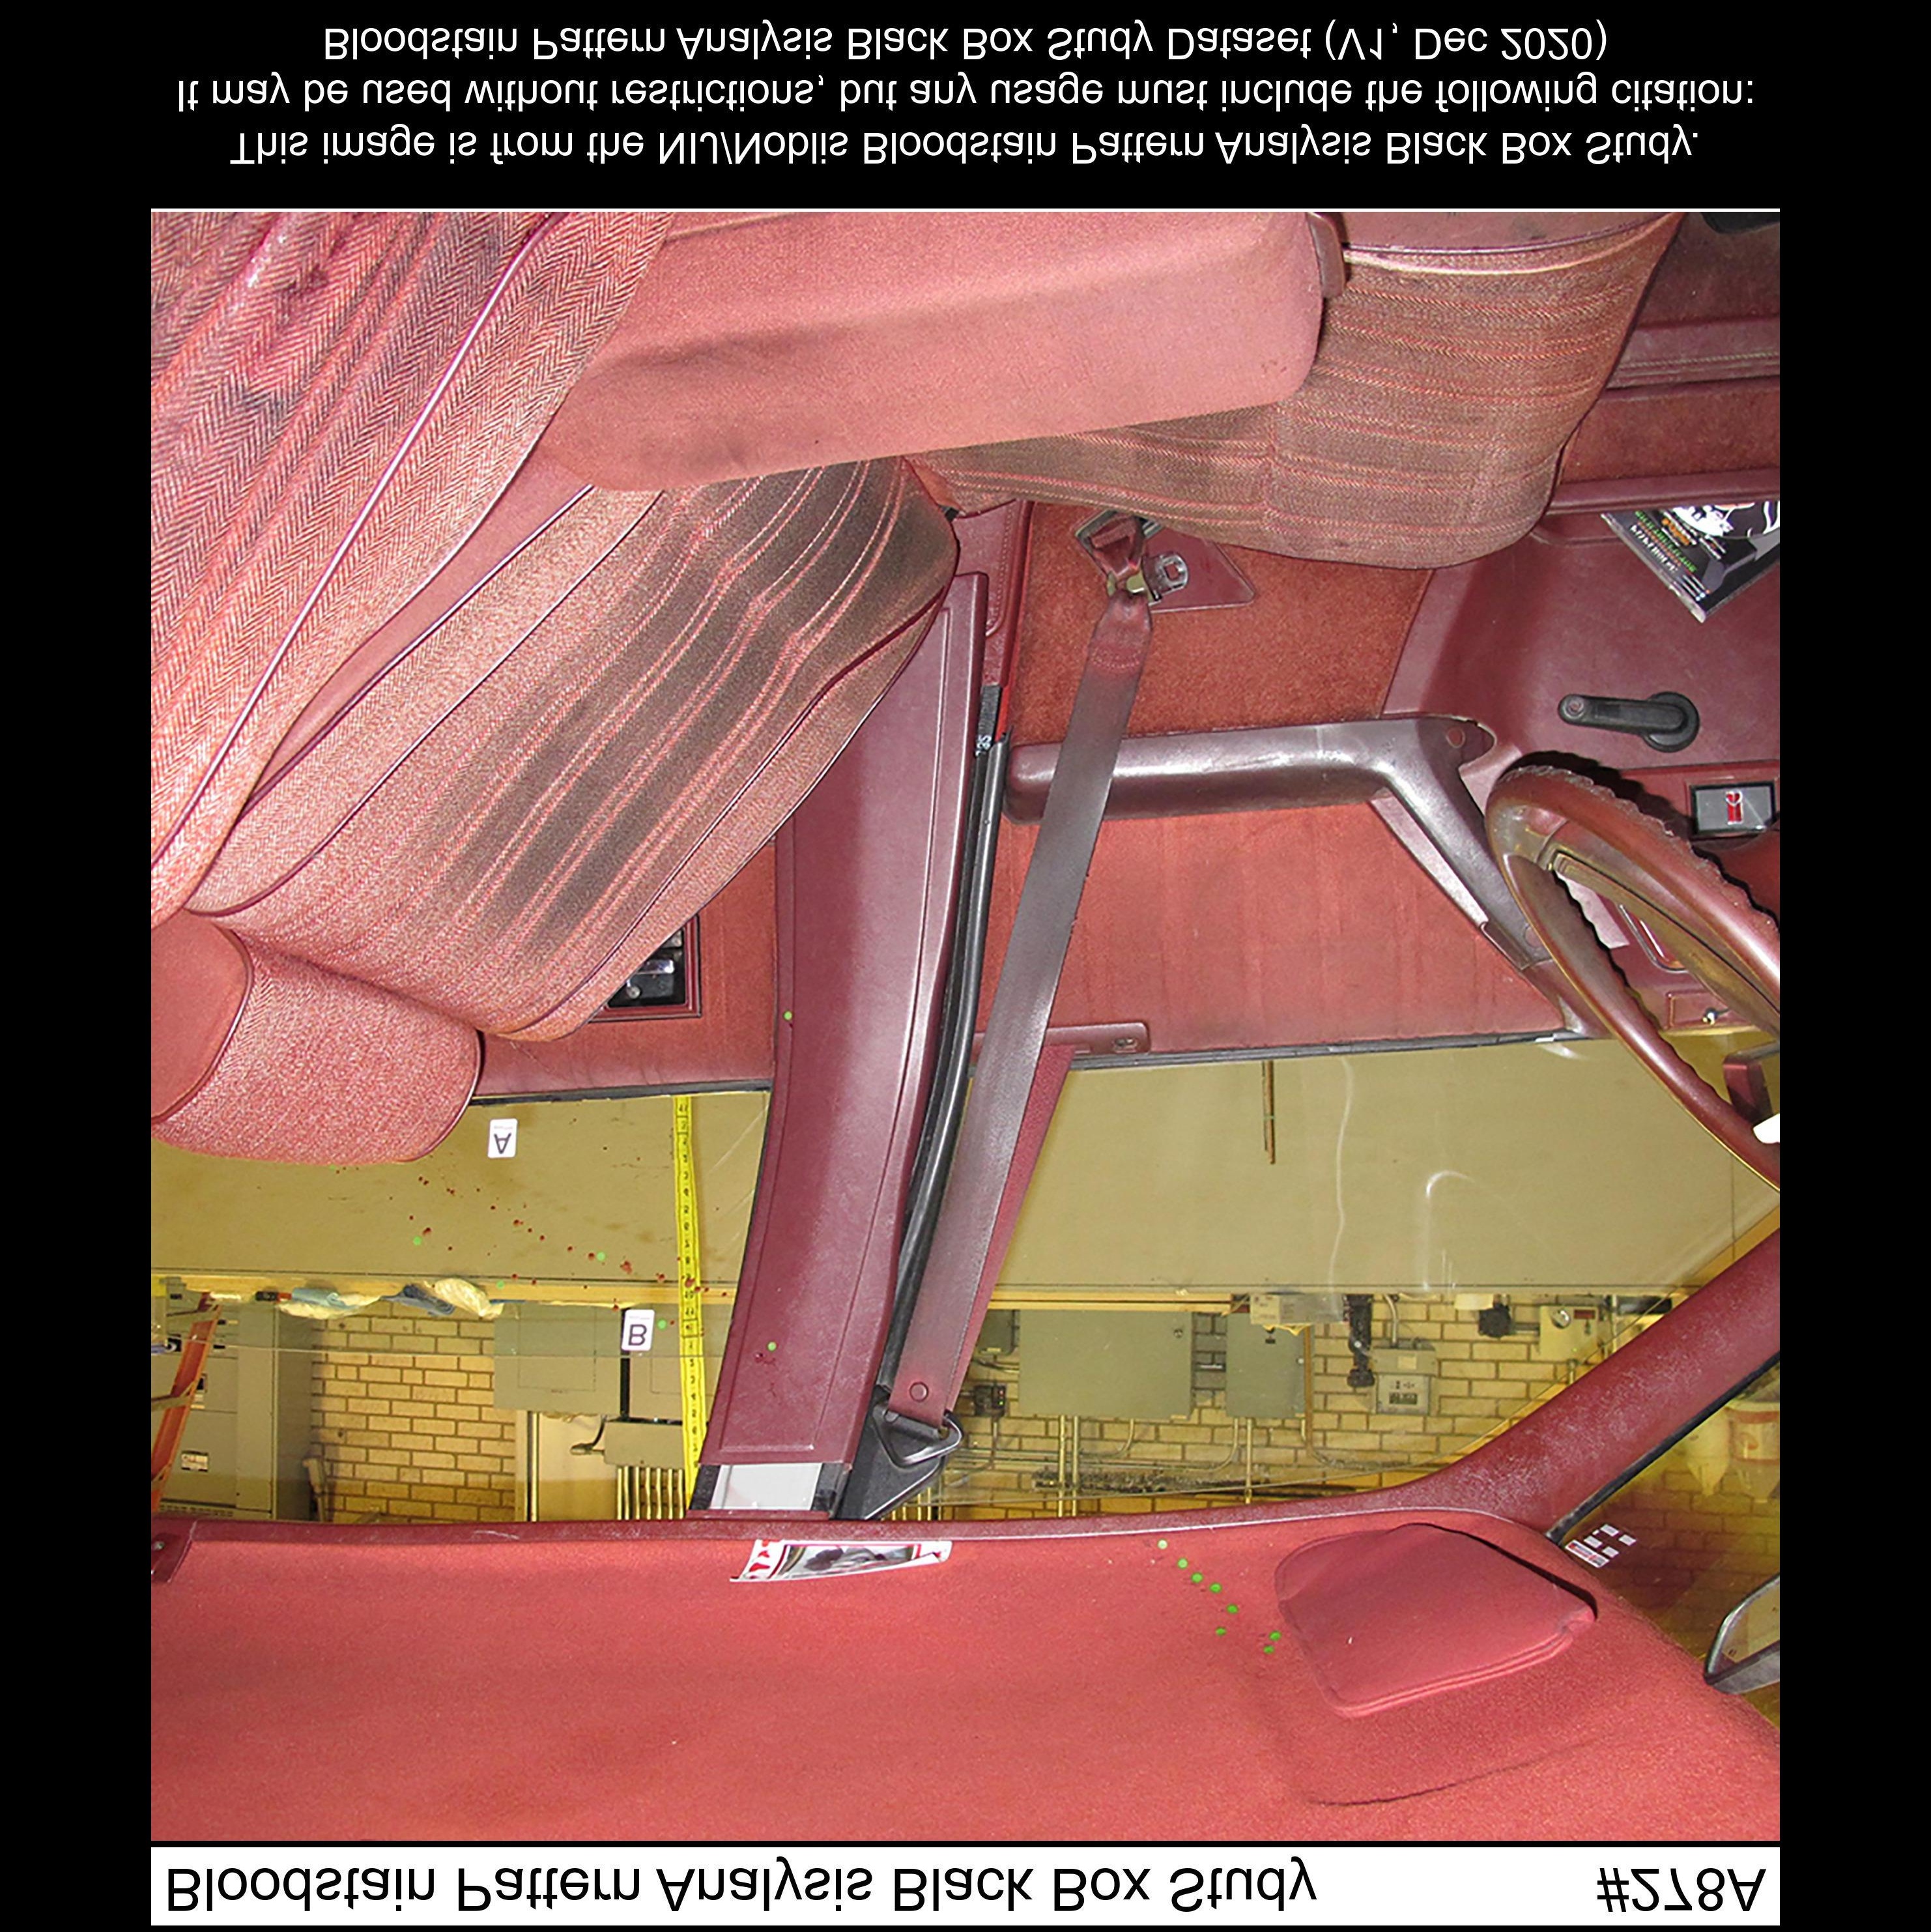 Bloodstain Pattern Analysis Black Box Study #278A
A
B
This image is from the NIJ/Noblis Bloodstain Pattern Analysis Black Box Study.
It may be used without restrictions, but any usage must include the following citation:
Bloodstain Pattern Analysis Black Box Study Dataset (V1, Dec 2020)